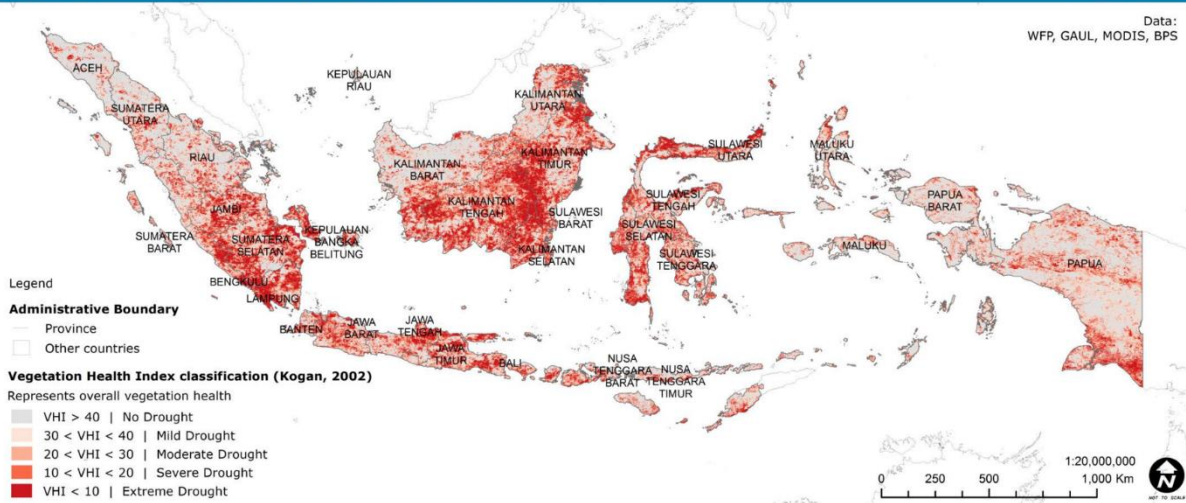 Data:
WFP, GAUL, MODIS, BPS
ACEH
SUMATERA
UTARA
RIAU
KEPULAUAN
RIAU
JAMBI
SUMATERA
BARAT
SUMATERA
SELATAN
KEPULAUAN
BANGKA
BELITUNG
BENGKULU
LAMPUNG
BANTEN
JAWA
BARAT
JAWA
TENGAH
JAWA
TIMUR
BALI
NUSA
TENGGARA
BARAT
NUSA
TENGGARA
TIMUR
KALIMANTAN
UTARA
KALIMANTAN
BARAT
KALIMANTAN
TIMUR
KALIMANTAN
TENGAH
KALIMANTAN
SELATAN
SULAWESI
BARAT
SULAWESI
UTARA
SULAWESI
TENGAH
SULAWESI
SELATAN
SULAWESI
TENGGARA
MALUKU
UTARA
MALUKU
PAPUA
BARAT
PAPUA
Legend
Administrative Boundary
Province
Other countries
Vegetation Health Index classification (Kogan, 2002)
Represents overall vegetation health
VHI > 40 | No Drought
30 < VHI < 40 | Mild Drought
20 < VHI < 30 | Moderate Drought
10 < VHI < 20 | Severe Drought
VHI < 10 | Extreme Drought
1:20,000,000
0 250 500 1,000 Km
N
NOT TO SCALE